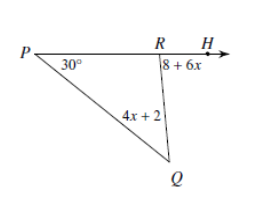 P R H
30° 8 + 6x
4x + 2
Q